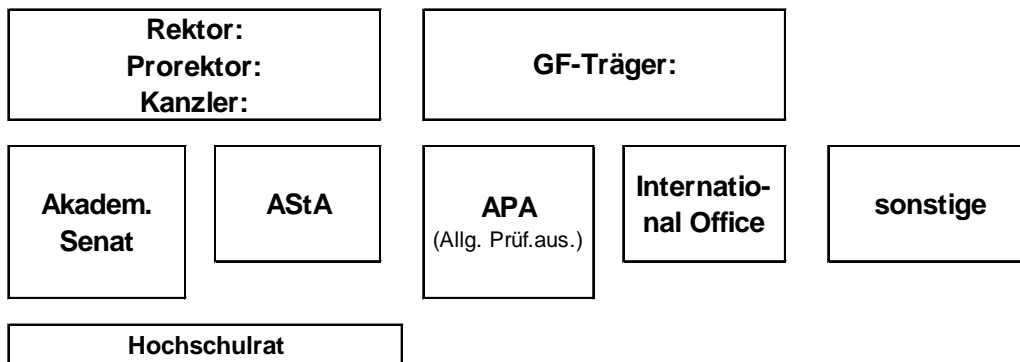 Rektor:
Prorektor:
Kanzler:
GF-Träger:
Akadem.
Senat
AStA
APA
(Allg. Prüf.aus.)
Internatio-
nal Office
sonstige
Hochschulrat